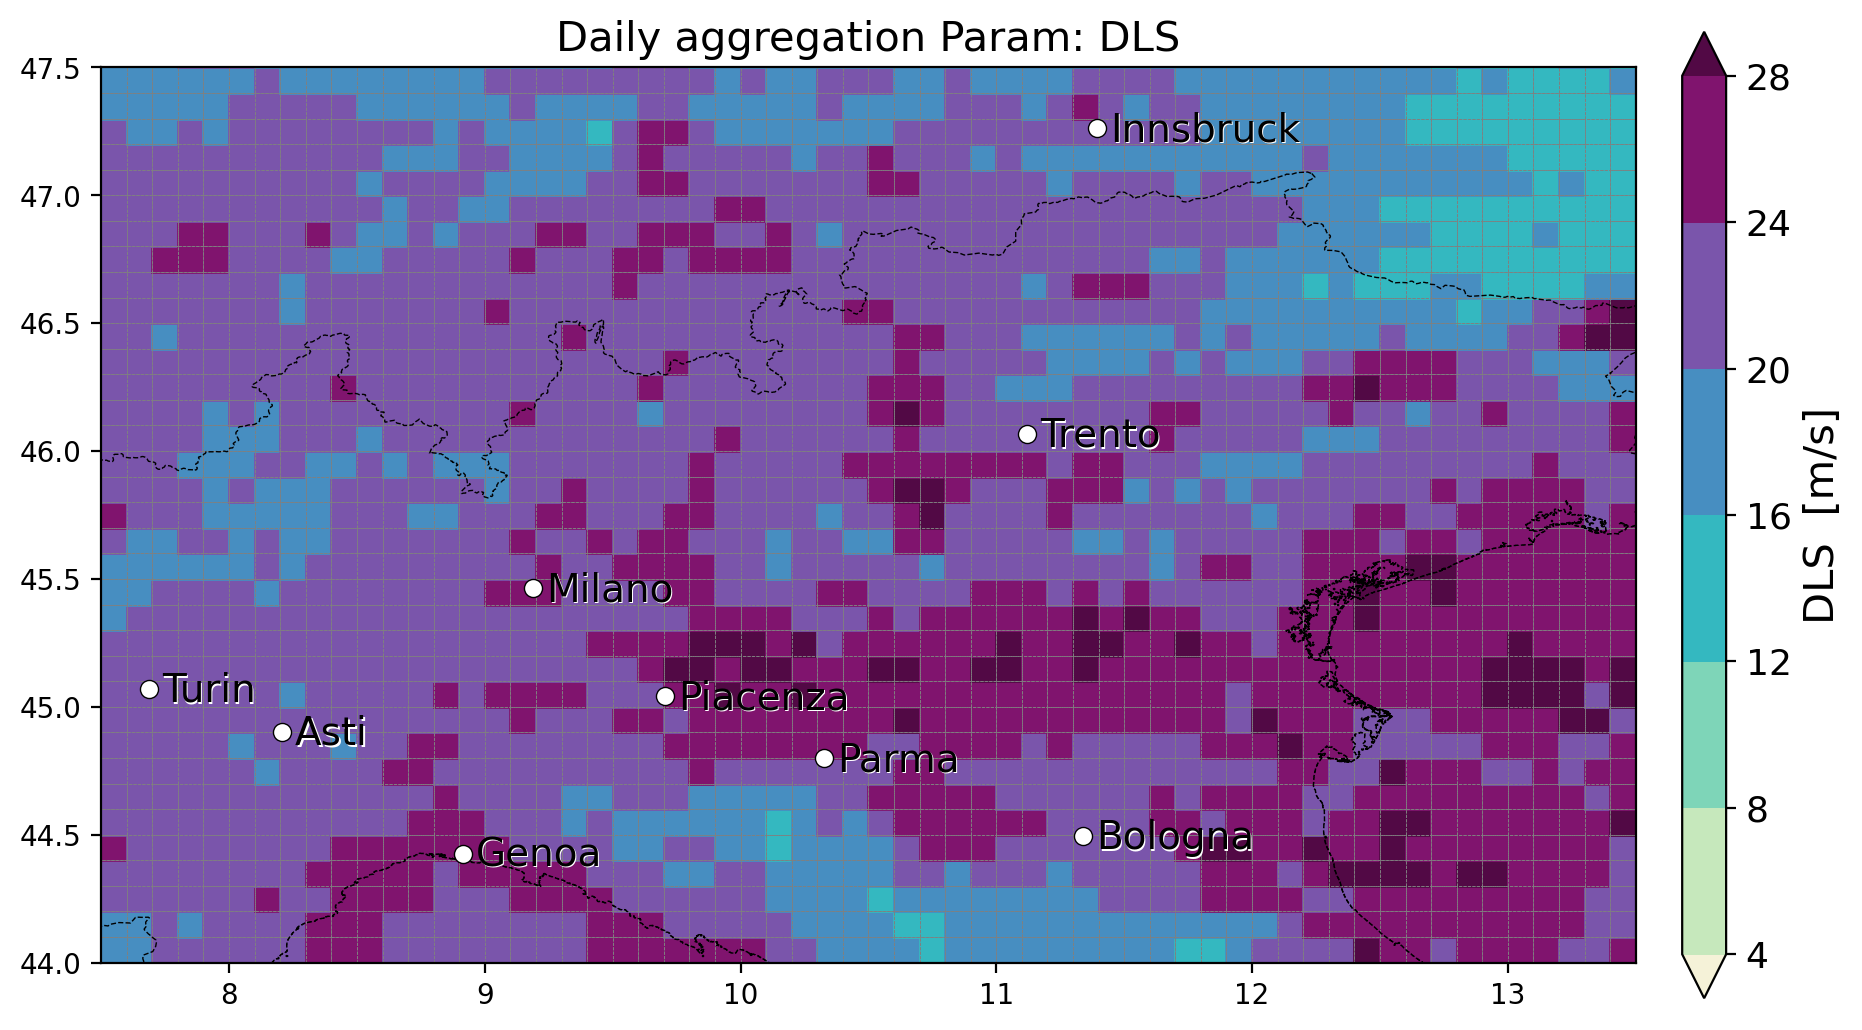 Daily aggregation Param: DLS
47.5
47.0
46.5
46.0
45.5
45.0
44.5
44.0
8
9
10
11
12
13
Innsbruck
Trento
Milano
Turin
Piacenza
Asti
Parma
Bologna
Genoa
28
24
20
16
12
8
4
DLS [m/s]